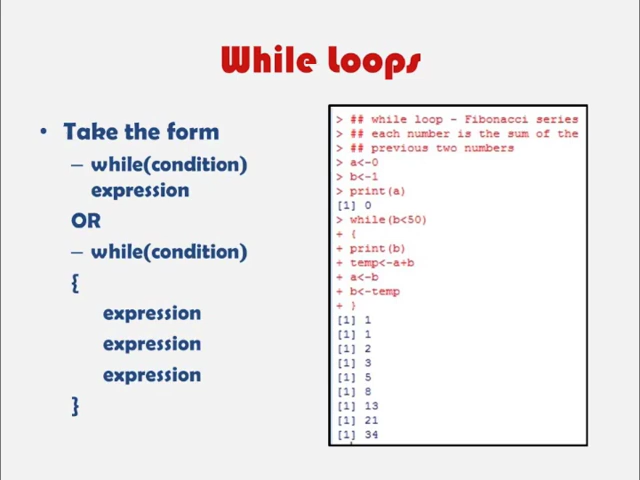 While Loops
• Take the form
– while(condition)
expression
OR
– while(condition)
{
expression
expression
expression
}
> ## while loop - Fibonacci series
> ## each number is the sum of the
> ## previous two numbers
> a<-0
> b<-1
> print(a)
[1] 0
> while(b<50)
+ {
+ print(b)
+ temp<-a+b
+ a<-b
+ b<-temp
+ }
[1] 1
[1] 1
[1] 2
[1] 3
[1] 5
[1] 8
[1] 13
[1] 21
[1] 34